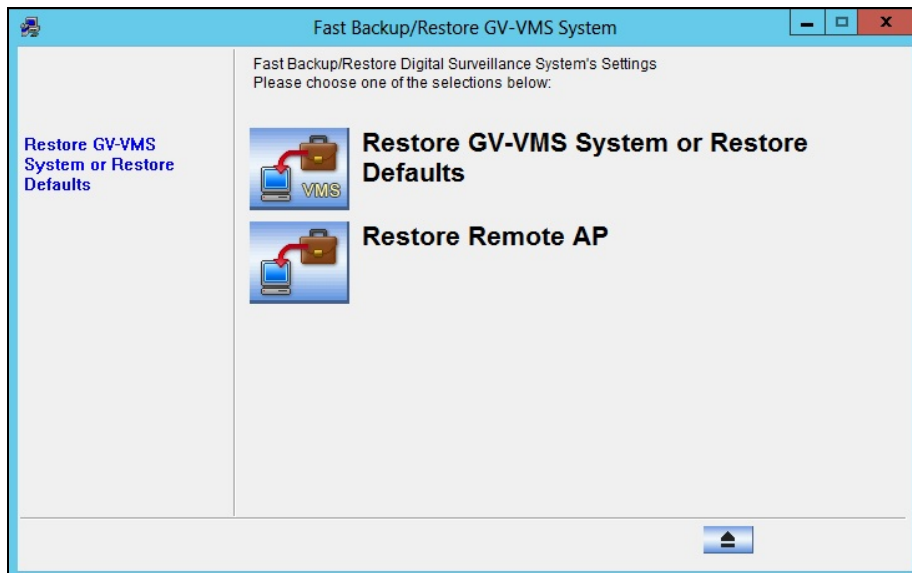 Fast Backup/Restore GV-VMS System
Fast Backup/Restore Digital Surveillance System's Settings
Please choose one of the selections below:
Restore GV-VMS
System or Restore
Defaults
VMS
Restore GV-VMS System or Restore
Defaults
Restore Remote AP